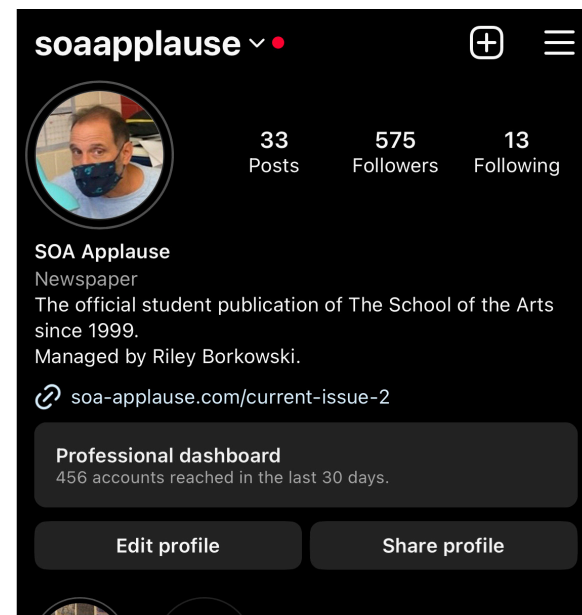 soaapplause
33 575 13
Posts Followers Following
SOA Applause
Newspaper
The official student publication of The School of the Arts
since 1999.
Managed by Riley Borkowski.
soa-applause.com/current-issue-2
Professional dashboard
456 accounts reached in the last 30 days.
Edit profile Share profile